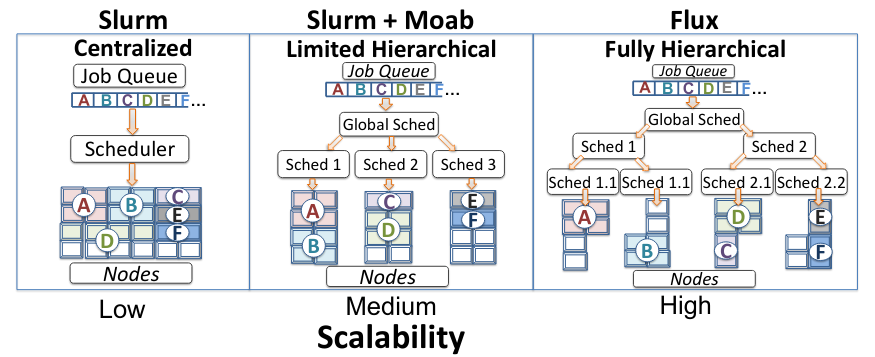 Slurm
Centralized
Job Queue
A B C D E F...
Scheduler
A B C
E
D F
Nodes
Low
Slurm + Moab
Limited Hierarchical
Job Queue
A B C D E F...
Global Sched
Sched 1 Sched 2 Sched 3
A C E
F
B D
Nodes
Medium
Flux
Fully Hierarchical
Job Queue
A B C D E F...
Global Sched
Sched 1 Sched 2
Sched 1.1 Sched 1.1 Sched 2.1 Sched 2.2
A D E
B C F
Nodes
High
Scalability